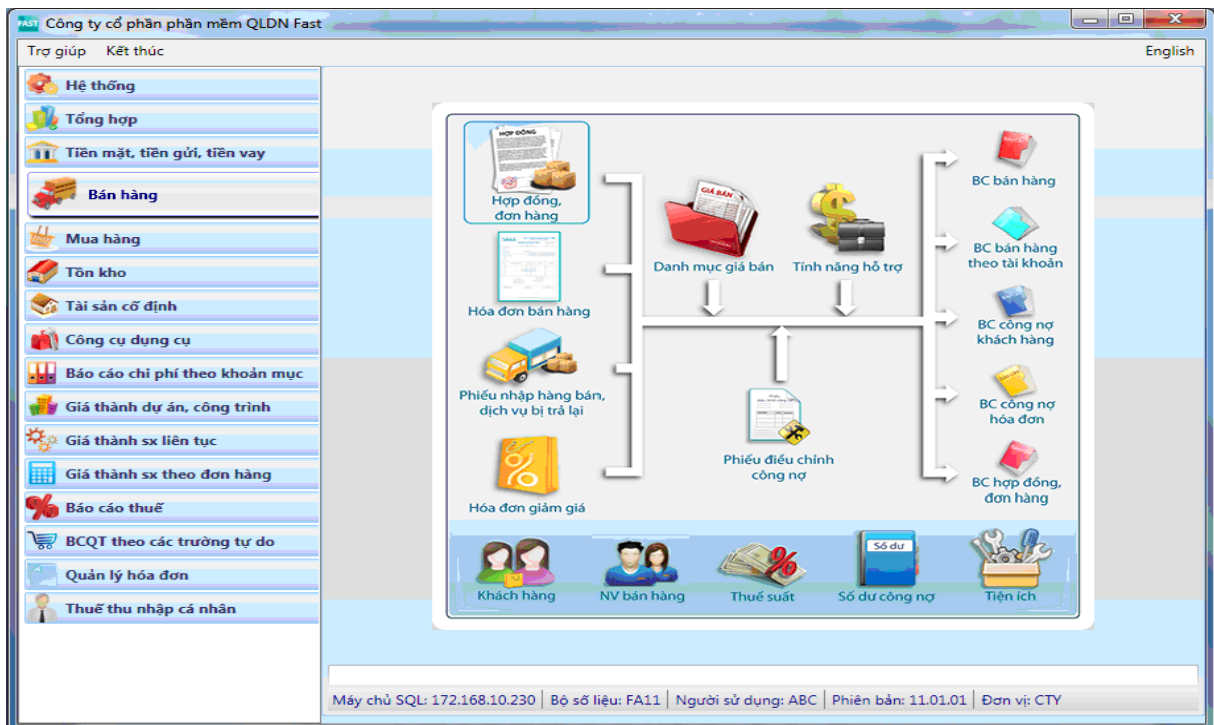 FAST Công ty cổ phần phần mềm QLDN Fast
Trợ giúp Kết thúc English
Hệ thống
Tổng hợp
Tiền mặt, tiền gửi, tiền vay
Bán hàng
Mua hàng
Tồn kho
Tài sản cố định
Công cụ dụng cụ
Báo cáo chi phí theo khoản mục
Giá thành dự án, công trình
Giá thành sx liên tục
Giá thành sx theo đơn hàng
Báo cáo thuế
BCQT theo các trường tự do
Quản lý hóa đơn
Thuế thu nhập cá nhân
HỢP ĐỒNG
Hợp đồng,
đơn hàng
Hóa đơn bán hàng
Phiếu nhập hàng bán,
dịch vụ bị trả lại
Hóa đơn giảm giá
GIÁ BÁN
Danh mục giá bán
Tính năng hỗ trợ
Phiếu điều chỉnh
công nợ
BC bán hàng
BC bán hàng
theo tài khoản
BC công nợ
khách hàng
BC công nợ
hóa đơn
BC hợp đồng,
đơn hàng
Khách hàng
NV bán hàng
Thuế suất
Số dư
Số dư công nợ
Tiện ích
Máy chủ SQL: 172.168.10.230 | Bộ số liệu: FA11 | Người sử dụng: ABC | Phiên bản: 11.01.01 | Đơn vị: CTY